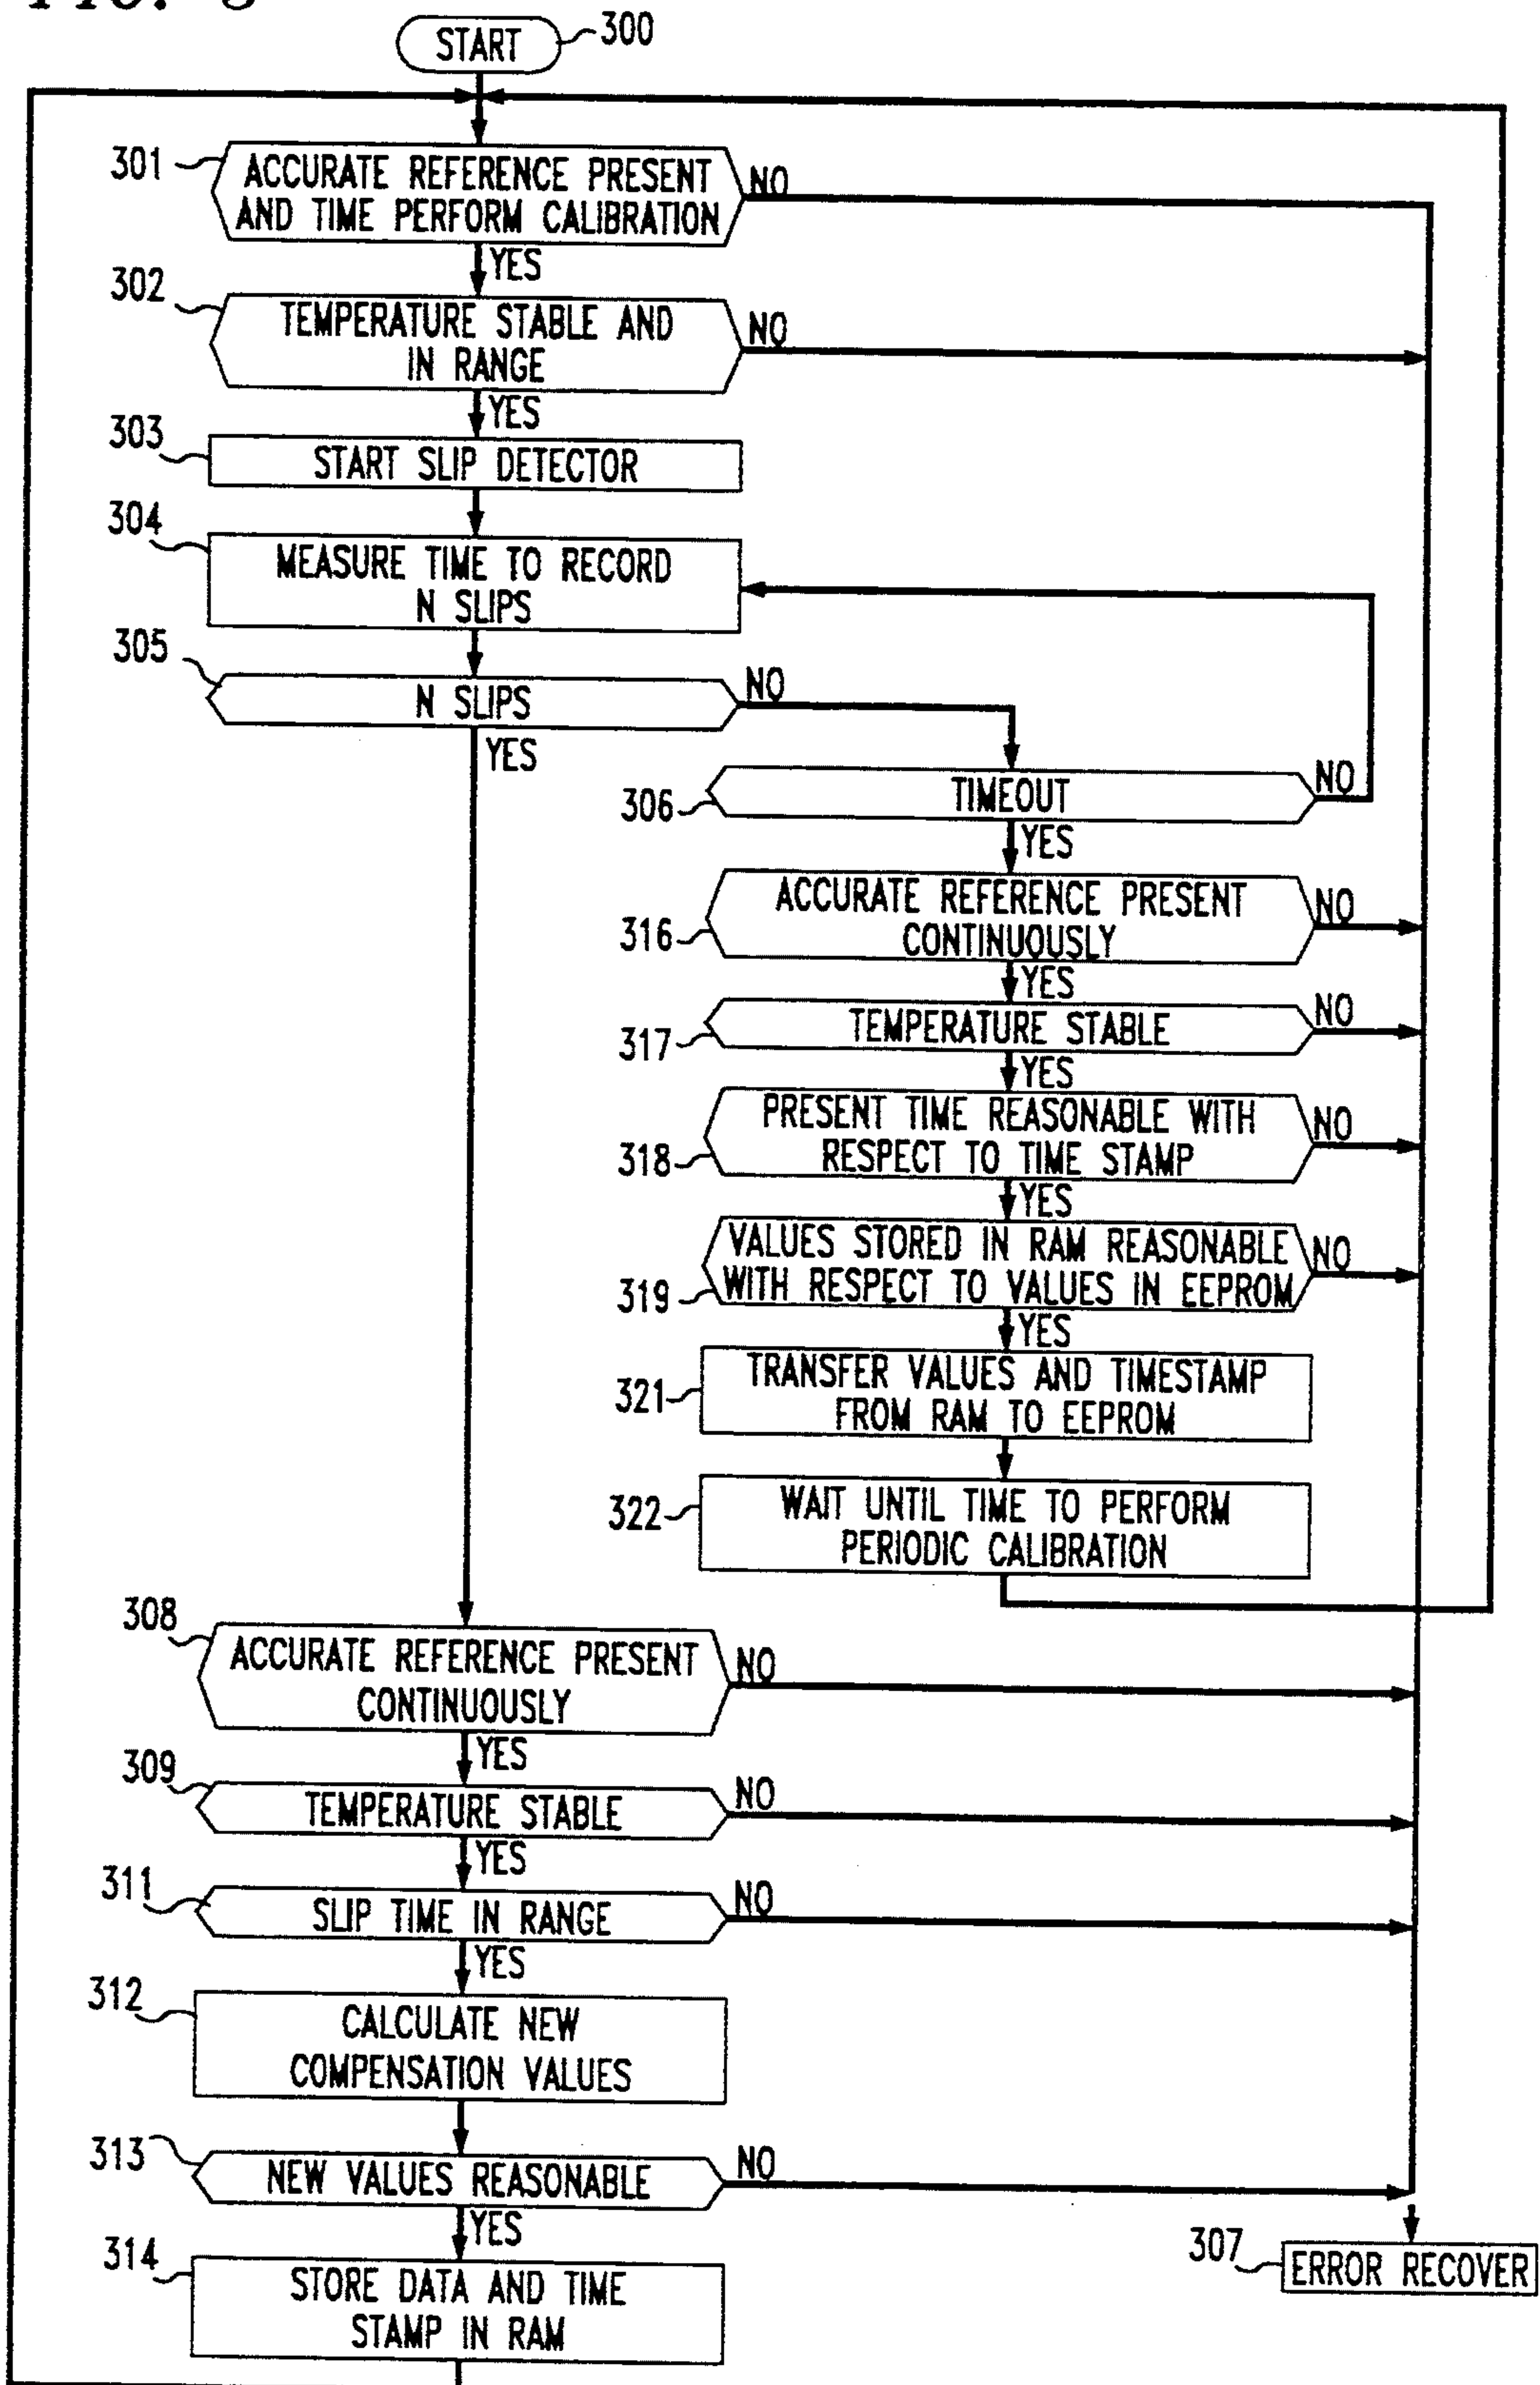 FIG. 3
START
300
301
ACCURATE REFERENCE PRESENT
AND TIME PERFORM CALIBRATION
NO
YES
302
TEMPERATURE STABLE AND
IN RANGE
NO
YES
303
START SLIP DETECTOR
304
MEASURE TIME TO RECORD
N SLIPS
305
N SLIPS
NO
YES
306
TIMEOUT
NO
YES
316
ACCURATE REFERENCE PRESENT
CONTINUOUSLY
NO
YES
317
TEMPERATURE STABLE
NO
YES
318
PRESENT TIME REASONABLE WITH
RESPECT TO TIME STAMP
NO
YES
319
VALUES STORED IN RAM REASONABLE
WITH RESPECT TO VALUES IN EEPROM
NO
YES
321
TRANSFER VALUES AND TIMESTAMP
FROM RAM TO EEPROM
322
WAIT UNTIL TIME TO PERFORM
PERIODIC CALIBRATION
308
ACCURATE REFERENCE PRESENT
CONTINUOUSLY
NO
YES
309
TEMPERATURE STABLE
NO
YES
311
SLIP TIME IN RANGE
NO
YES
312
CALCULATE NEW
COMPENSATION VALUES
313
NEW VALUES REASONABLE
NO
YES
314
STORE DATA AND TIME
STAMP IN RAM
307
ERROR RECOVER